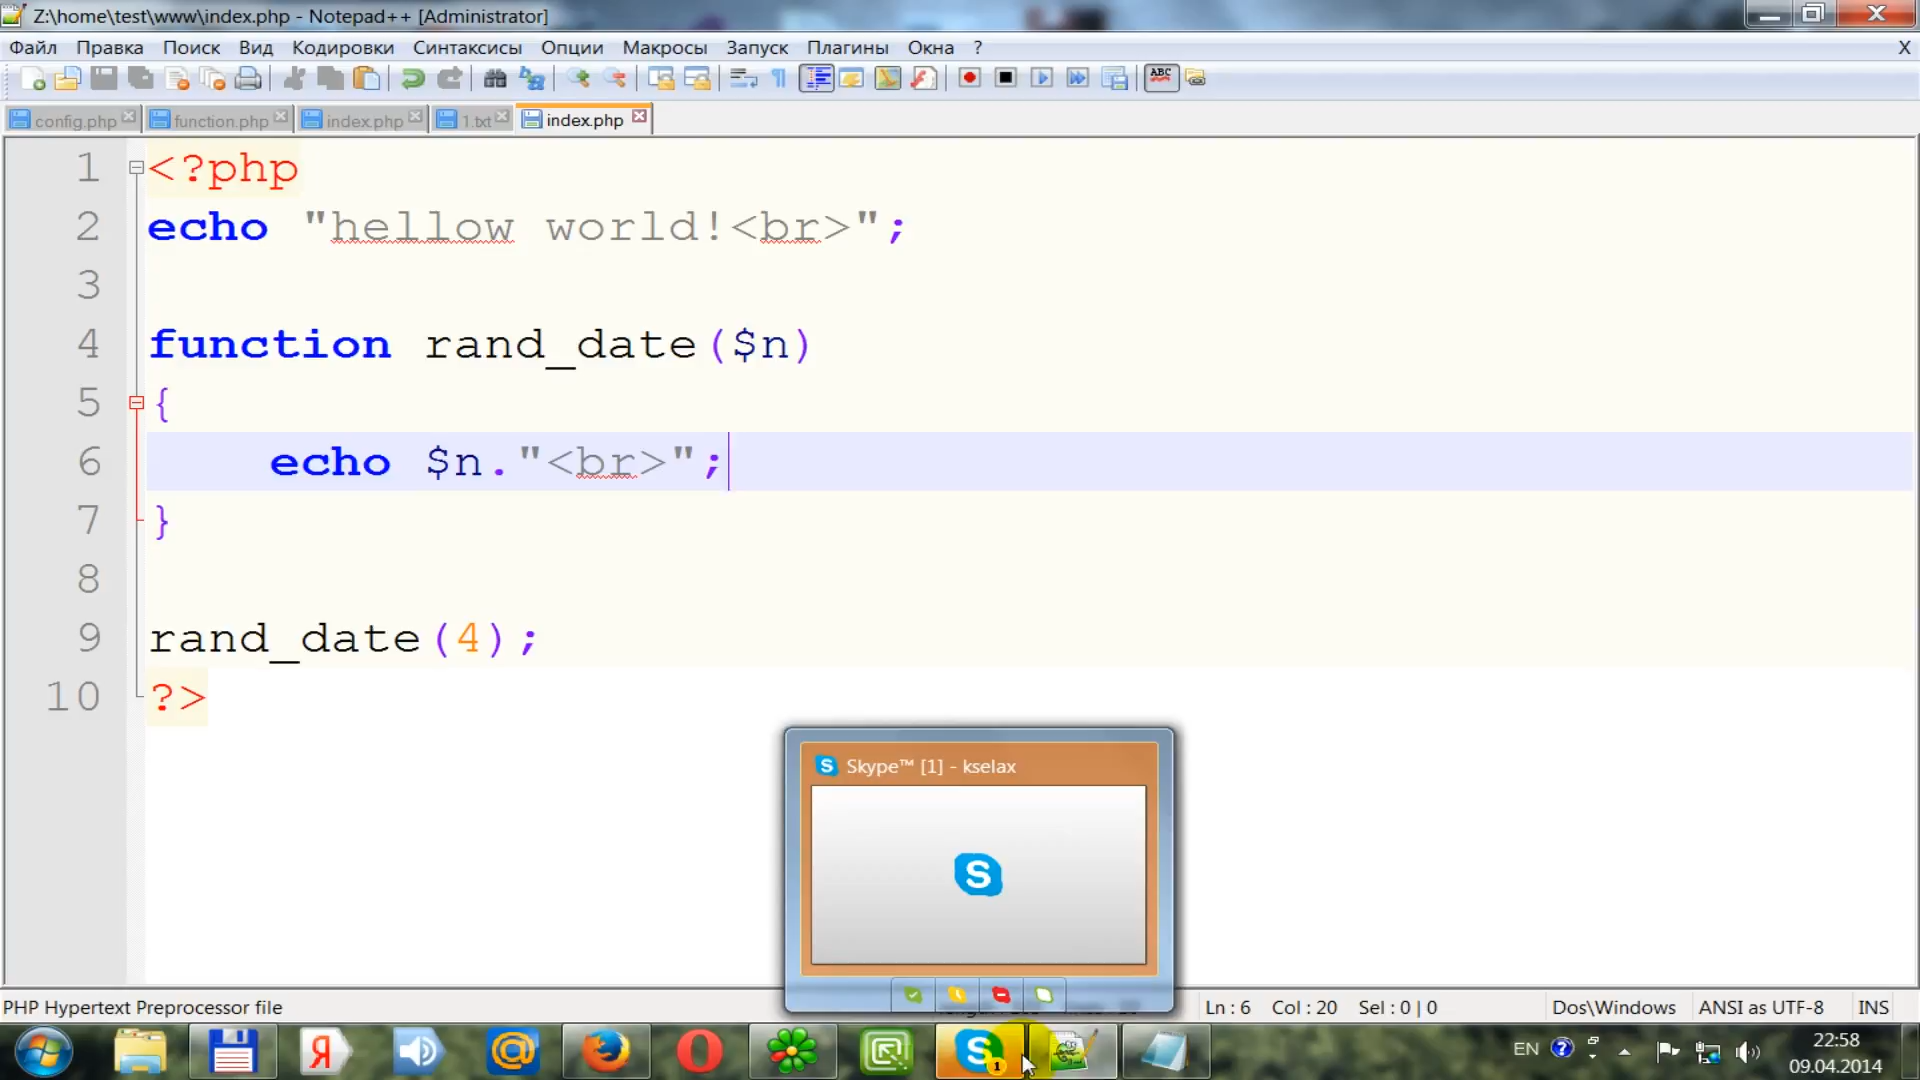 Z:\home\test\www\index.php - Notepad++ [Administrator]
Файл Правка Поиск Вид Кодировки Синтаксисы Опции Макросы Запуск Плагины Окна ? X
ABC
config.php function.php index.php 1.txt index.php
1 <?php
2 echo "hellow world!<br>";
3
4 function rand_date($n)
5 {
6 echo $n."<br>";
7 }
8
9 rand_date(4);
10 ?>
Skype™ [1] - kselax
S
PHP Hypertext Preprocessor file Ln : 6 Col : 20 Sel : 0 | 0 Dos\Windows ANSI as UTF-8 INS
Я @ S 1 EN ? 22:58
09.04.2014